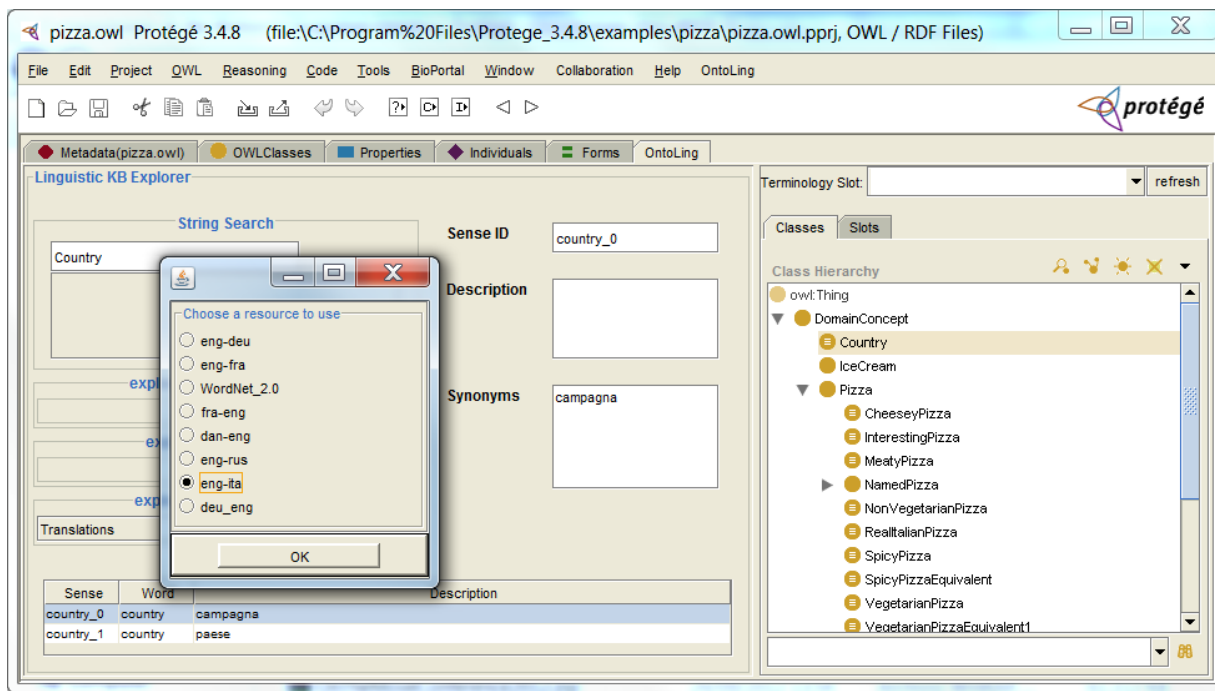 pizza.owl Protégé 3.4.8 (file:\C:\Program%20Files\Protege_3.4.8\examples\pizza\pizza.owl.pprj, OWL / RDF Files)
File Edit Project OWL Reasoning Code Tools BioPortal Window Collaboration Help OntoLing
protégé
Metadata(pizza.owl) OWLClasses Properties Individuals Forms OntoLing
Linguistic KB Explorer
String Search
Country
Sense ID country_0
Description
Synonyms campagna
Translations
Choose a resource to use
eng-deu
eng-fra
WordNet_2.0
fra-eng
dan-eng
eng-rus
eng-ita
deu_eng
OK
Sense Word Description
country_0 country campagna
country_1 country paese
Terminology Slot: refresh
Classes Slots
Class Hierarchy
owl:Thing
DomainConcept
Country
IceCream
Pizza
CheeseyPizza
InterestingPizza
MeatyPizza
NamedPizza
NonVegetarianPizza
RealItalianPizza
SpicyPizza
SpicyPizzaEquivalent
VegetarianPizza
VegetarianPizzaEquivalent1